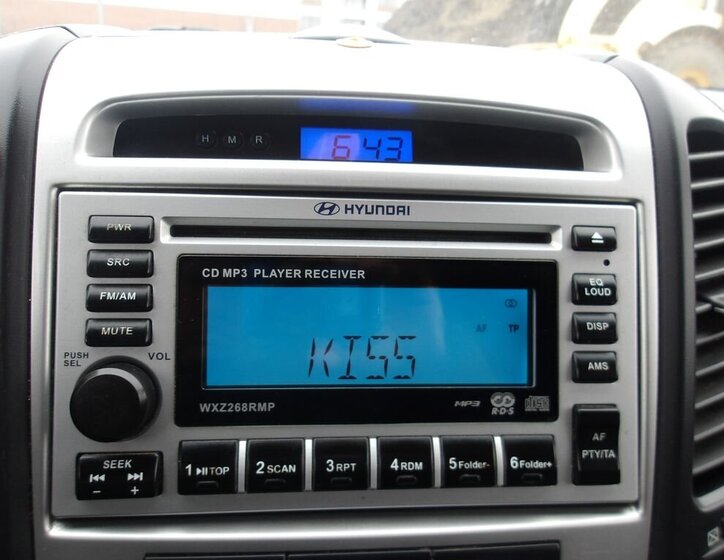 H M R
6 43
HYUNDAI
PWR
CD MP3 PLAYER RECEIVER
SRC
EQ
LOUD
FM/AM
AF TP
DISP
MUTE
KISS
PUSH
SEL
VOL
AMS
WXZ268RMP
MP3
R·D·S
disc
AF
PTY/TA
SEEK
- +
1 TOP
2 SCAN
3 RPT
4 RDM
5 Folder-
6 Folder+